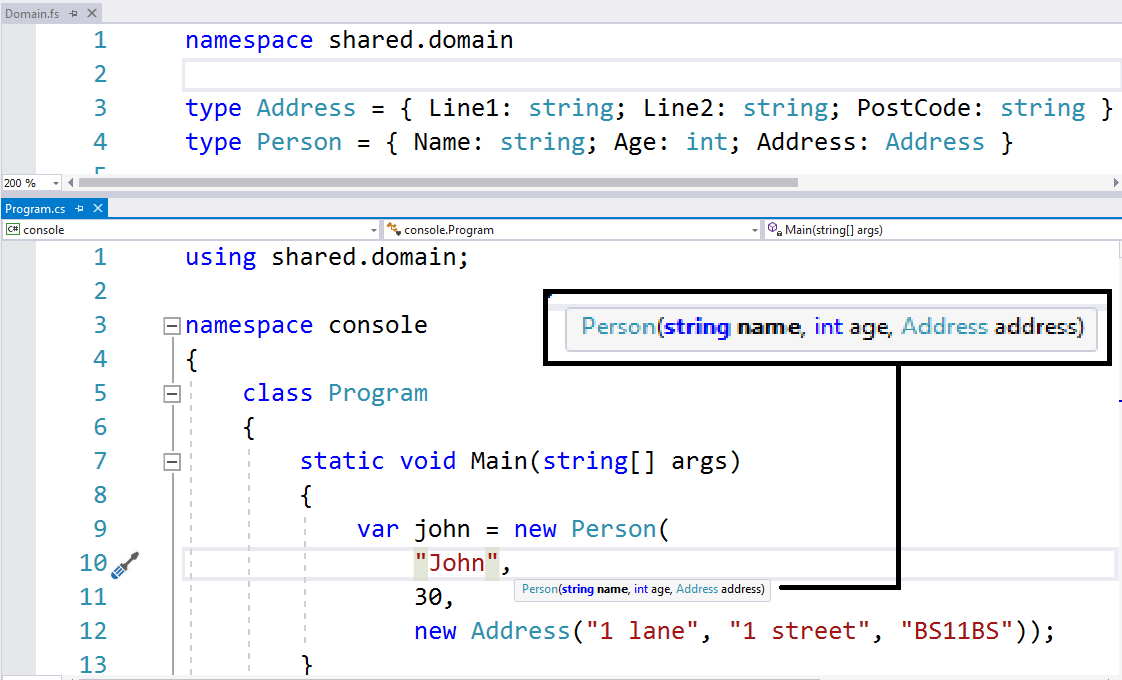 Domain.fs
1 namespace shared.domain
2
3 type Address = { Line1: string; Line2: string; PostCode: string }
4 type Person = { Name: string; Age: int; Address: Address }
5
200 %
Program.cs
C# console console.Program Main(string[] args)
1 using shared.domain;
2
3 namespace console
Person(string name, int age, Address address)
4 {
5 class Program
6 {
7 static void Main(string[] args)
8 {
9 var john = new Person(
10 "John",
Person(string name, int age, Address address)
11 30,
12 new Address("1 lane", "1 street", "BS11BS"));
13 }